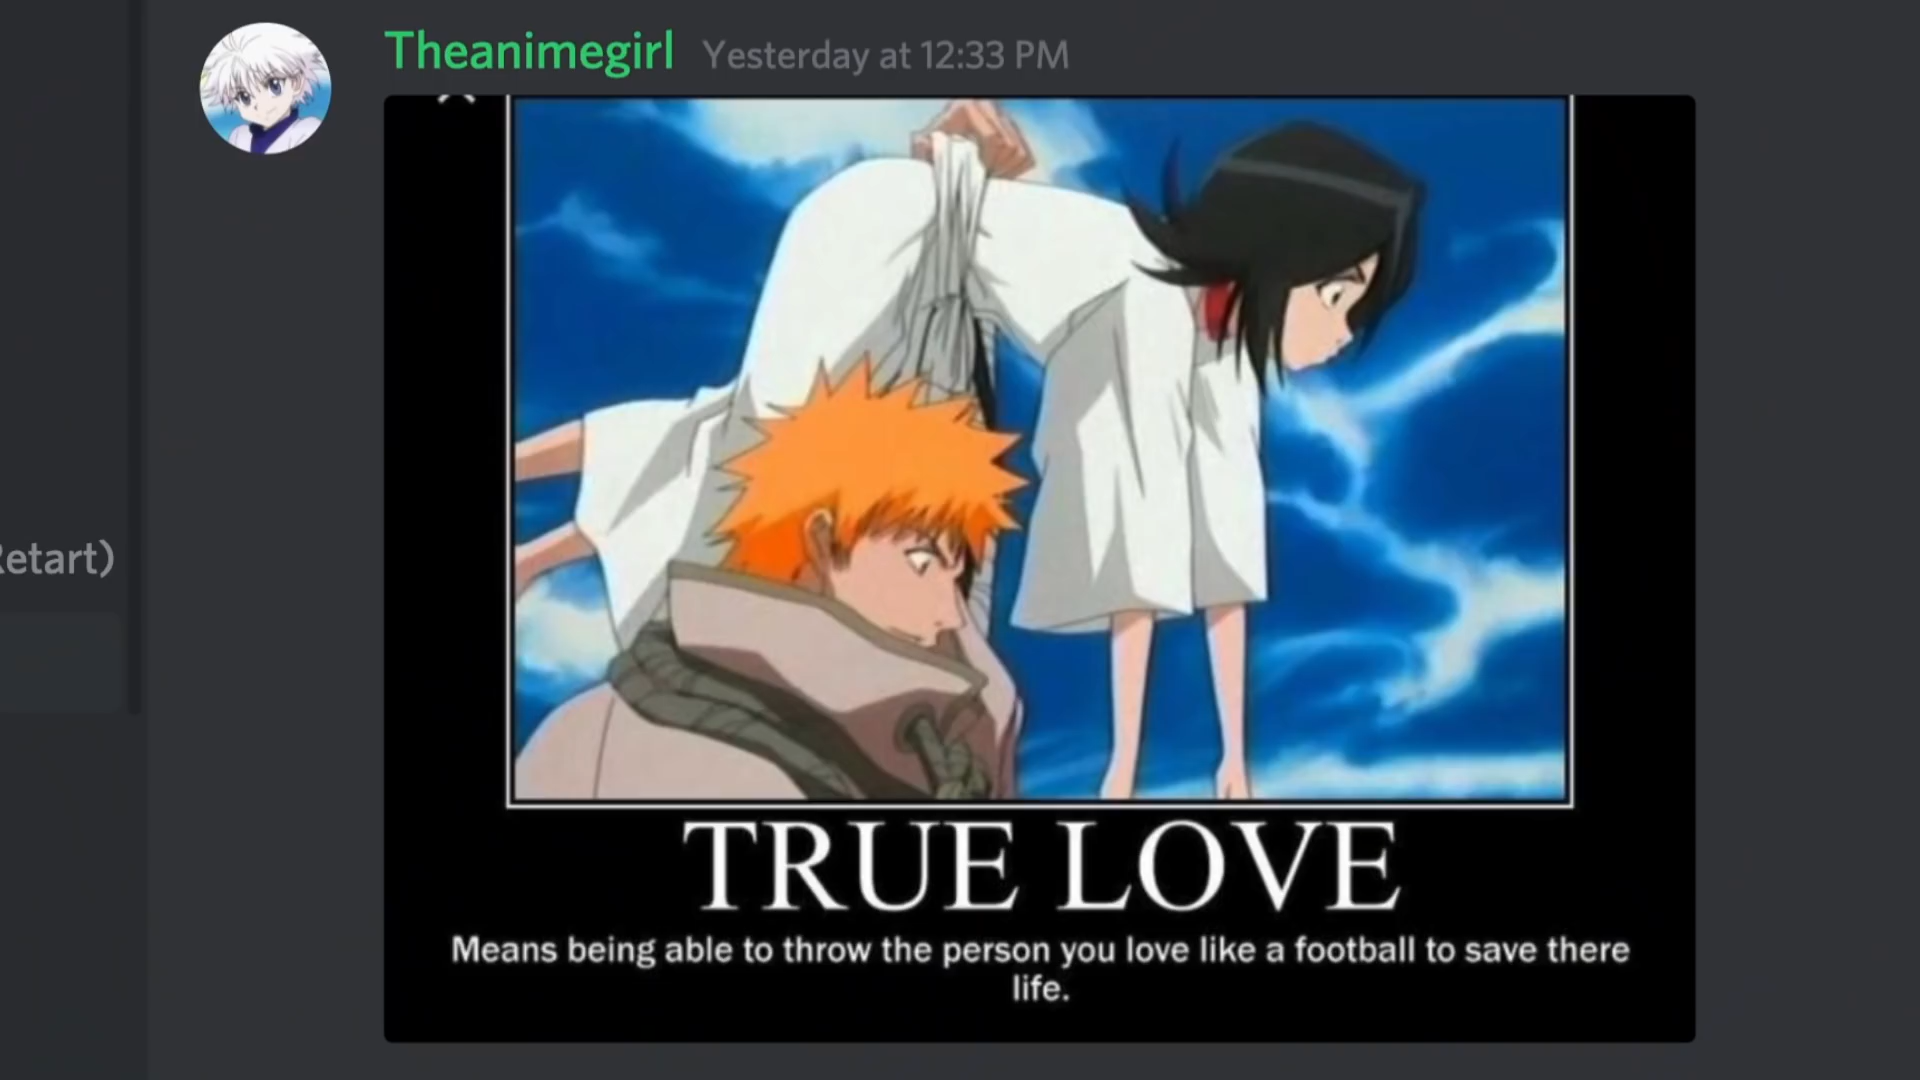 Theanimegirl Yesterday at 12:33 PM
etart)
TRUE LOVE
Means being able to throw the person you love like a football to save there
life.